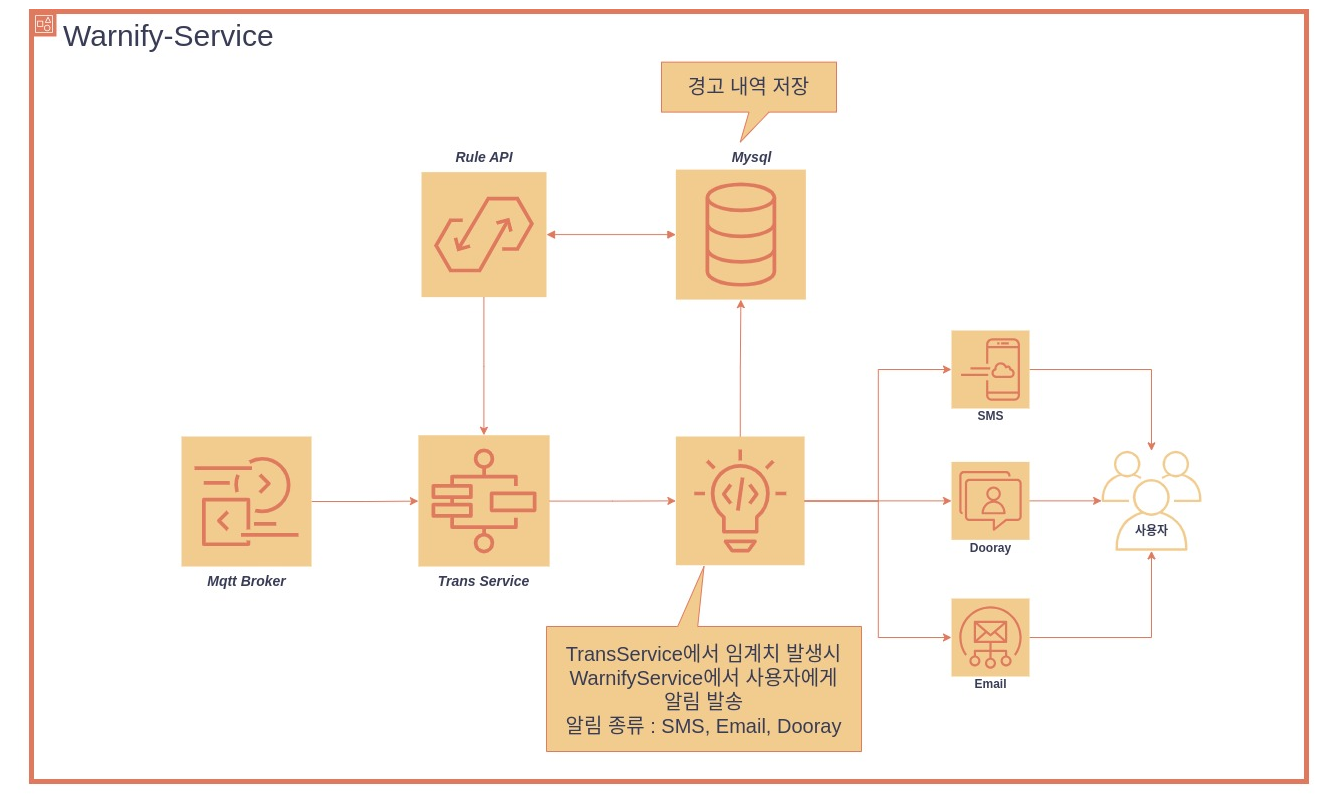 Warnify-Service
경고 내역 저장
Rule API
Mysql
SMS
Dooray
사용자
Mqtt Broker
Trans Service
TransService에서 임계치 발생시
WarnifyService에서 사용자에게
알림 발송
알림 종류 : SMS, Email, Dooray
Email